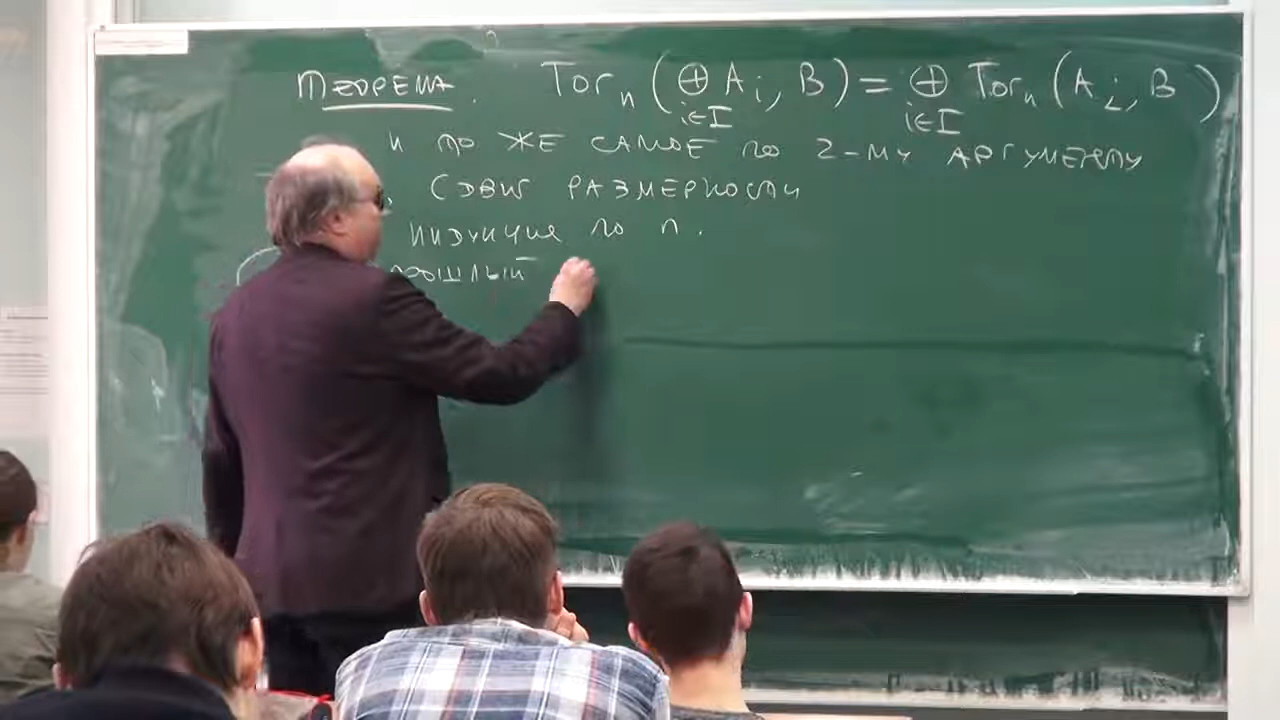 Теорема. Tor_n (⊕_{i∈I} A_i, B) = ⊕_{i∈I} Tor_n (A_i, B)
и то же самое по 2-му аргументу
Сдвиг размерности
индукция по n.